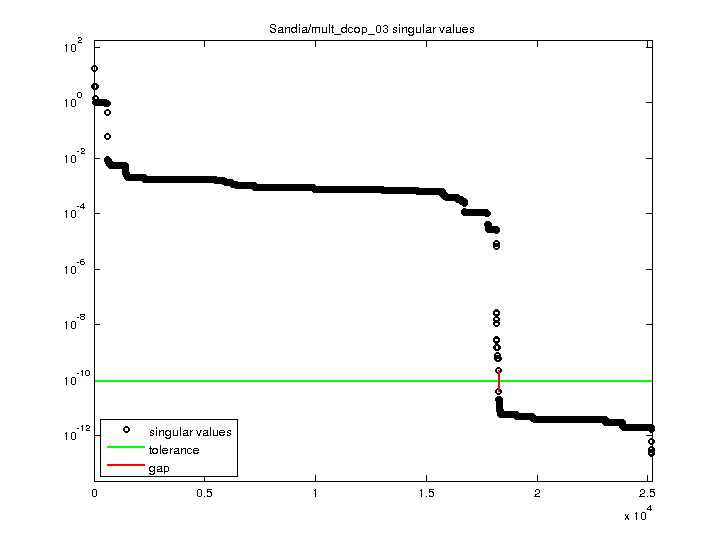 Sandia/mult_dcop_03 singular values
10^2
10^0
10^-2
10^-4
10^-6
10^-8
10^-10
10^-12
singular values
tolerance
gap
0 0.5 1 1.5 2 2.5
x 10^4